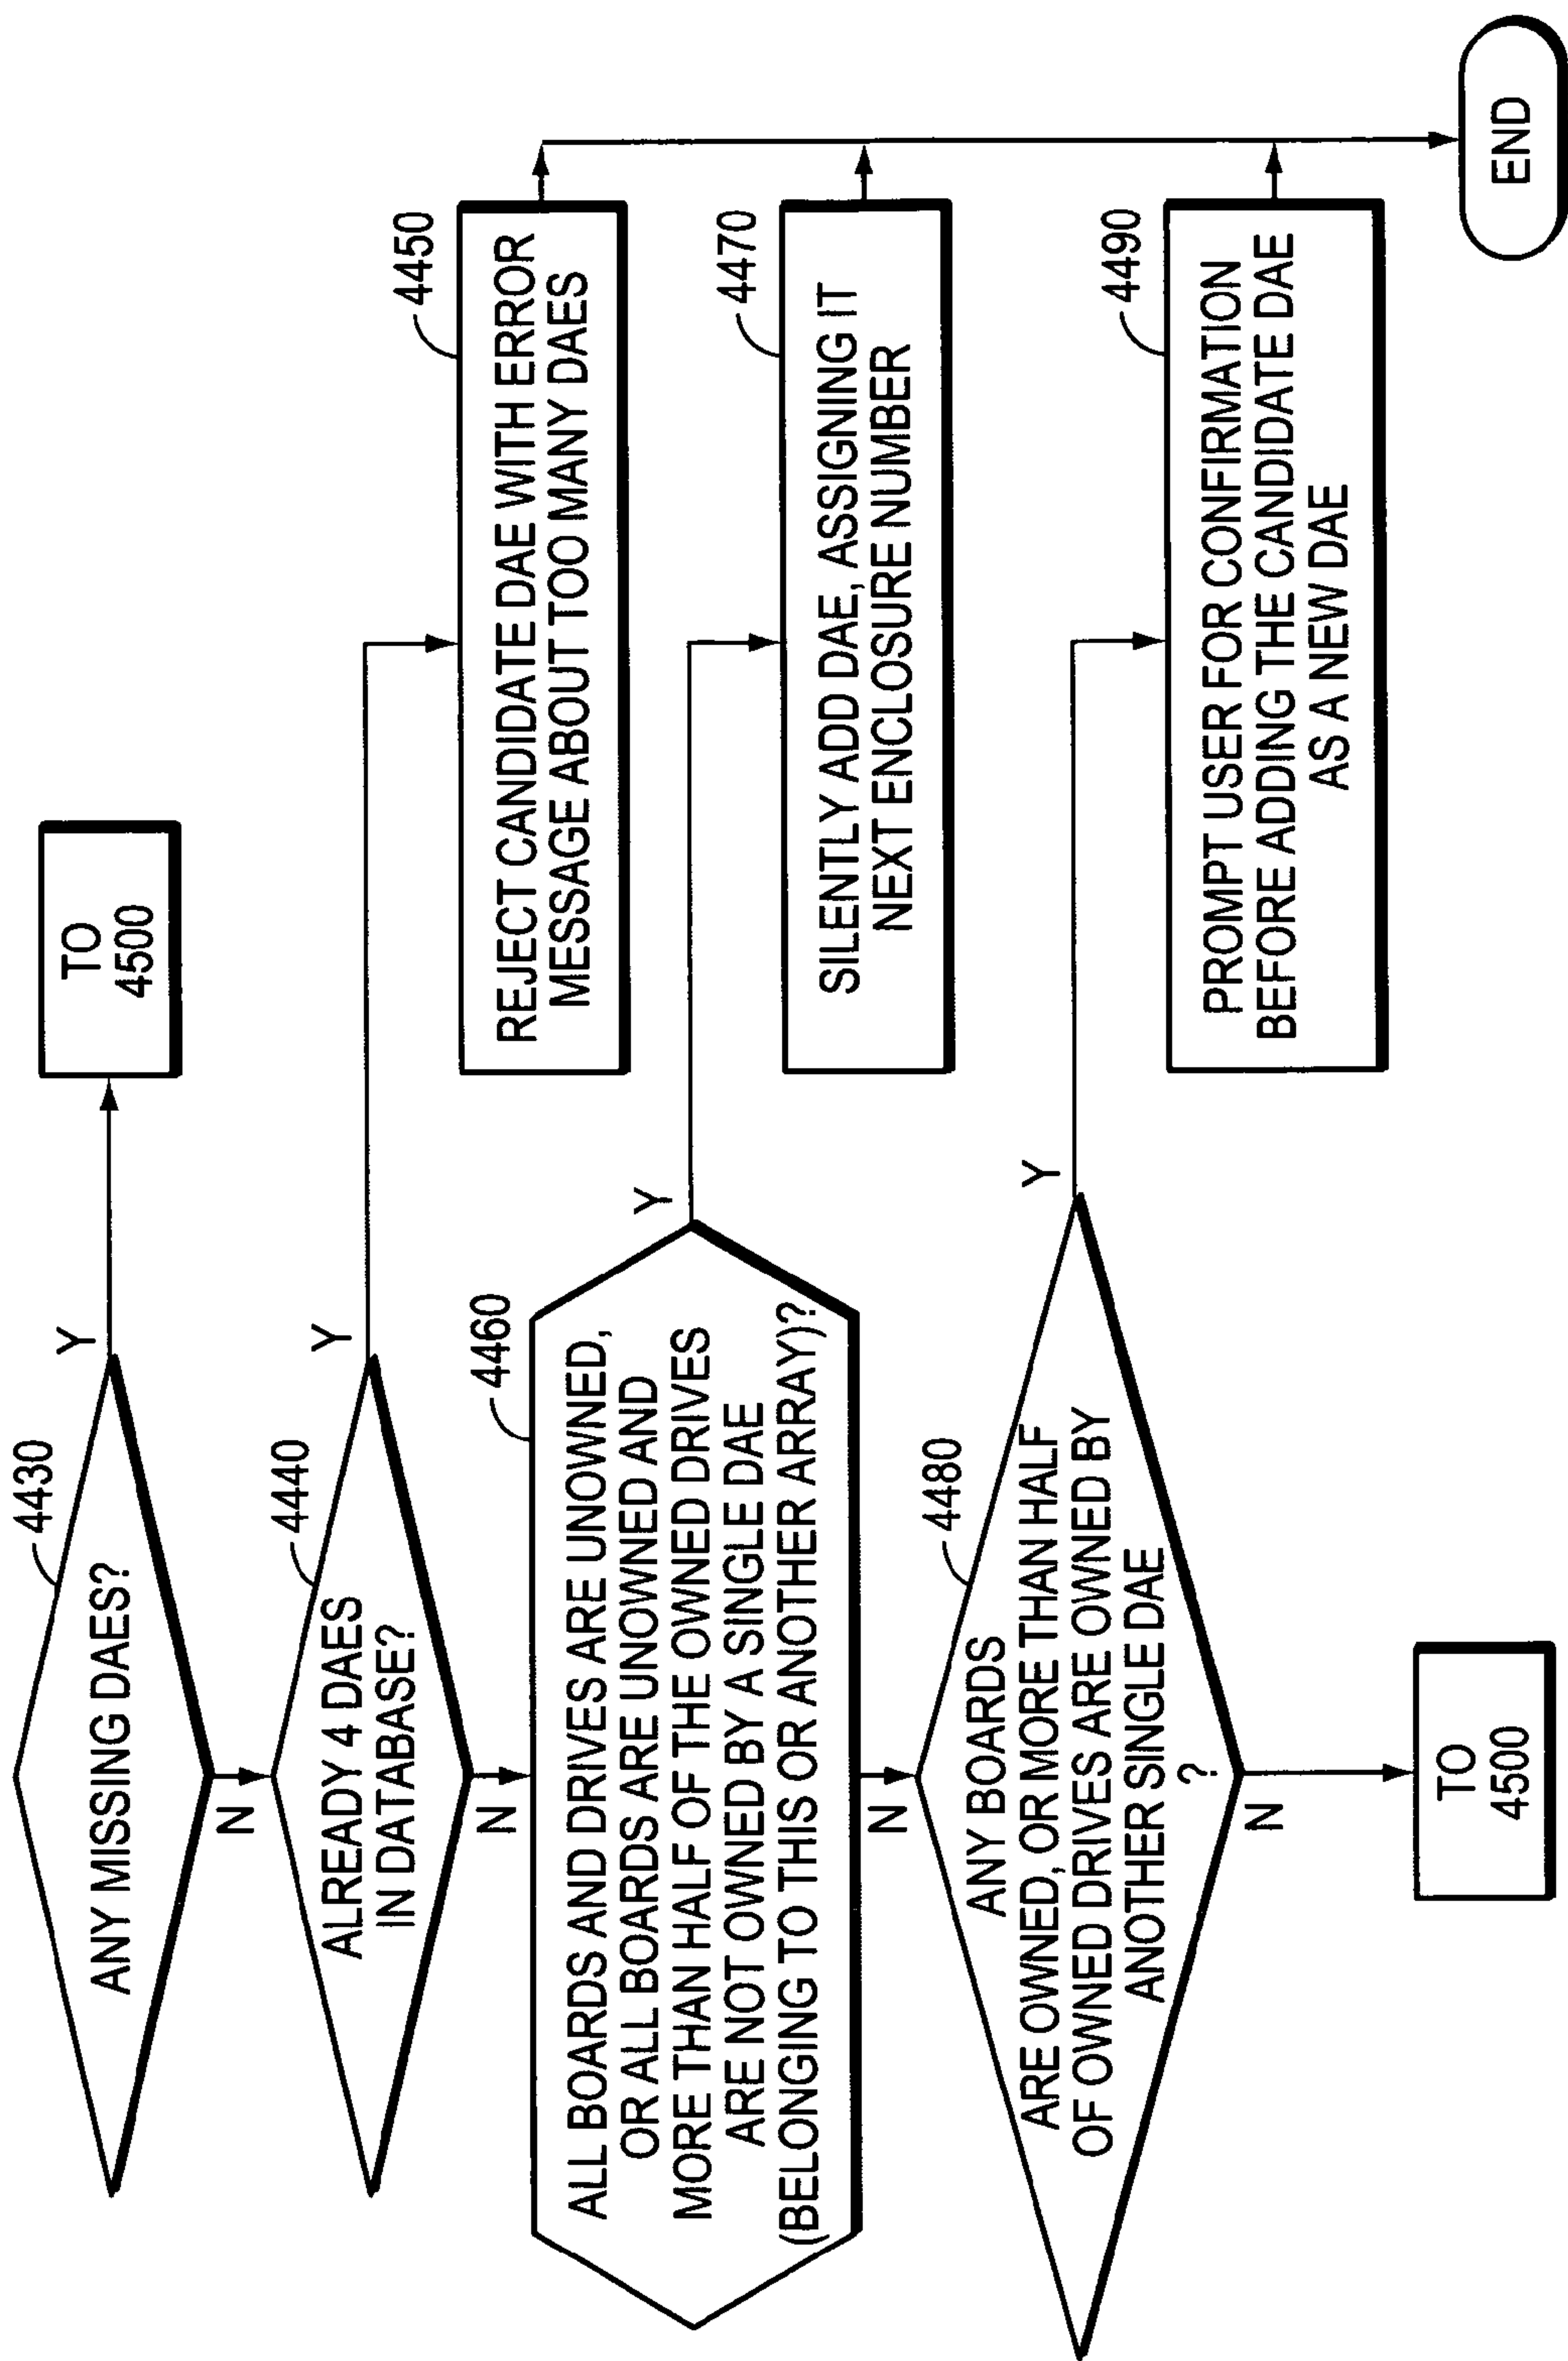 4430
ANY MISSING DAES?
Y
TO
4500
N
4440
ALREADY 4 DAES
IN DATABASE?
Y
4450
REJECT CANDIDATE DAE WITH ERROR
MESSAGE ABOUT TOO MANY DAES
N
4460
ALL BOARDS AND DRIVES ARE UNOWNED,
OR ALL BOARDS ARE UNOWNED AND
MORE THAN HALF OF THE OWNED DRIVES
ARE NOT OWNED BY A SINGLE DAE
(BELONGING TO THIS OR ANOTHER ARRAY)?
Y
4470
SILENTLY ADD DAE, ASSIGNING IT
NEXT ENCLOSURE NUMBER
N
4480
ANY BOARDS
ARE OWNED, OR MORE THAN HALF
OF OWNED DRIVES ARE OWNED BY
ANOTHER SINGLE DAE
?
Y
4490
PROMPT USER FOR CONFIRMATION
BEFORE ADDING THE CANDIDATE DAE
AS A NEW DAE
N
TO
4500
END